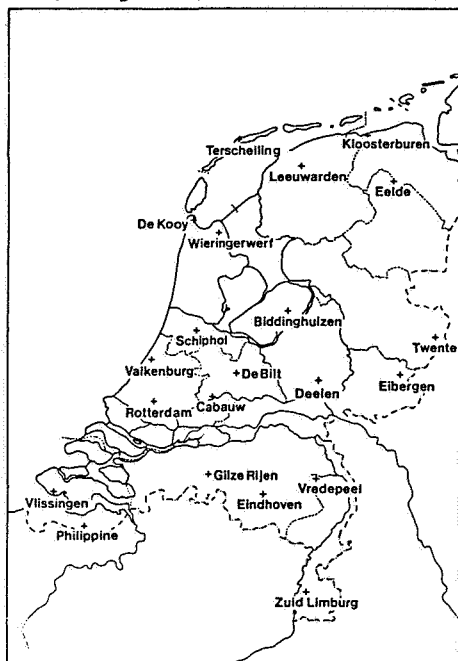 Terschelling
Kloosterburen
Leeuwarden
Eelde
De Kooy
Wieringerwerf
Biddinghuizen
Schiphol
Twente
Valkenburg
De Bilt
Eibergen
Deelen
Cabauw
Rotterdam
Gilze Rijen
Vredepeel
Eindhoven
Vlissingen
Philippine
Zuid Limburg